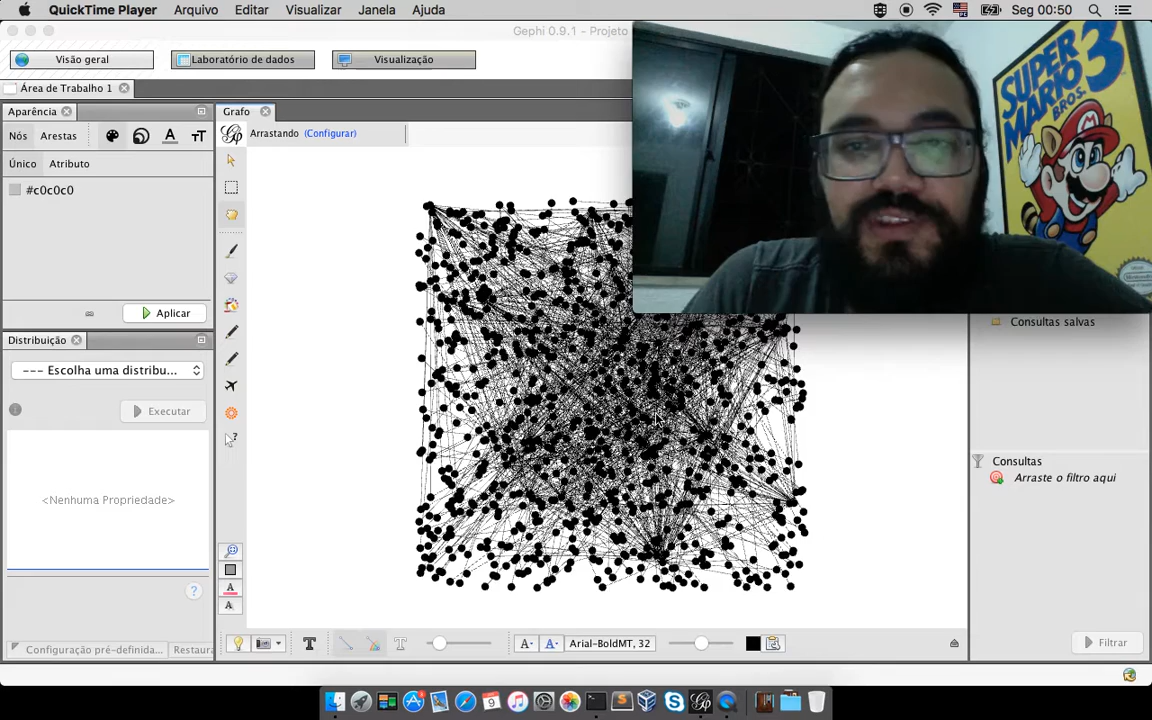 QuickTime Player Arquivo Editar Visualizar Janela Ajuda Seg 00:50
Gephi 0.9.1 - Projeto
Visão geral Laboratório de dados Visualização
Área de Trabalho 1
Aparência Grafo
Nós Arestas A TT Arrastando (Configurar)
Único Atributo
#c0c0c0
Aplicar
Distribuição
--- Escolha uma distribu...
Executar
<Nenhuma Propriedade>
?
Configuração pré-definida... Restaura
T T A- A- Arial-BoldMT, 32
SUPER
MARIO
BROS.
3
Nintendo
Consultas salvas
Consultas
Arraste o filtro aqui
Filtrar
9